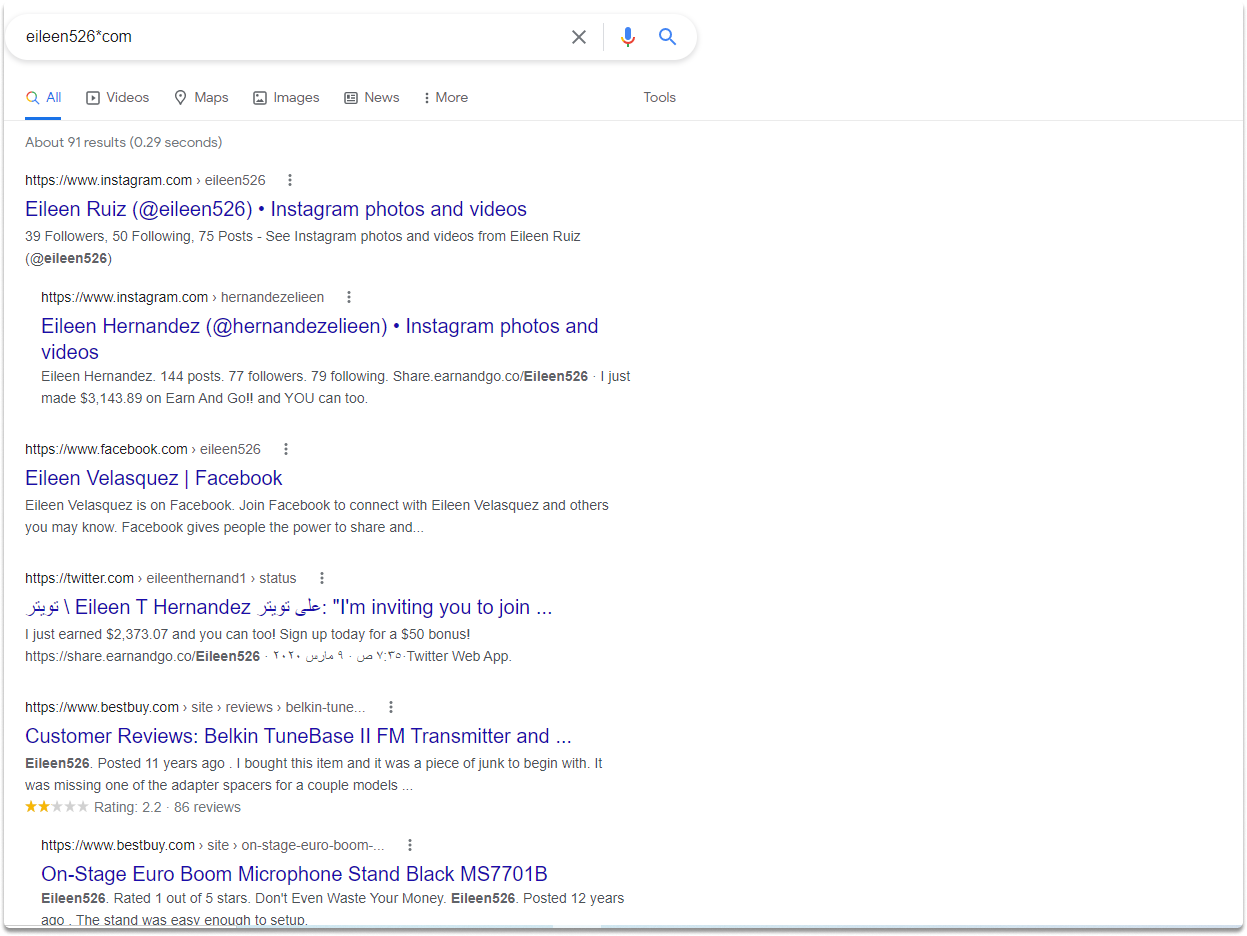 eileen526*com
All Videos Maps Images News More Tools
About 91 results (0.29 seconds)
https://www.instagram.com › eileen526
Eileen Ruiz (@eileen526) • Instagram photos and videos
39 Followers, 50 Following, 75 Posts - See Instagram photos and videos from Eileen Ruiz
(@eileen526)
https://www.instagram.com › hernandezelieen
Eileen Hernandez (@hernandezelieen) • Instagram photos and
videos
Eileen Hernandez. 144 posts. 77 followers. 79 following. Share.earnandgo.co/Eileen526 · I just
made $3,143.89 on Earn And Go!! and YOU can too.
https://www.facebook.com › eileen526
Eileen Velasquez | Facebook
Eileen Velasquez is on Facebook. Join Facebook to connect with Eileen Velasquez and others
you may know. Facebook gives people the power to share and...
https://twitter.com › eileenthernand1 › status
تويتر \ Eileen T Hernandez على تويتر: "I'm inviting you to join ...
I just earned $2,373.07 and you can too! Sign up today for a $50 bonus!
https://share.earnandgo.co/Eileen526 · ٧:٣٥ ص · ٩ مارس ٢٠٢٠·Twitter Web App.
https://www.bestbuy.com › site › reviews › belkin-tune...
Customer Reviews: Belkin TuneBase II FM Transmitter and ...
Eileen526. Posted 11 years ago . I bought this item and it was a piece of junk to begin with. It
was missing one of the adapter spacers for a couple models ...
Rating: 2.2 · 86 reviews
https://www.bestbuy.com › site › on-stage-euro-boom-...
On-Stage Euro Boom Microphone Stand Black MS7701B
Eileen526. Rated 1 out of 5 stars. Don't Even Waste Your Money. Eileen526. Posted 12 years
ago . The stand was easy enough to setup.